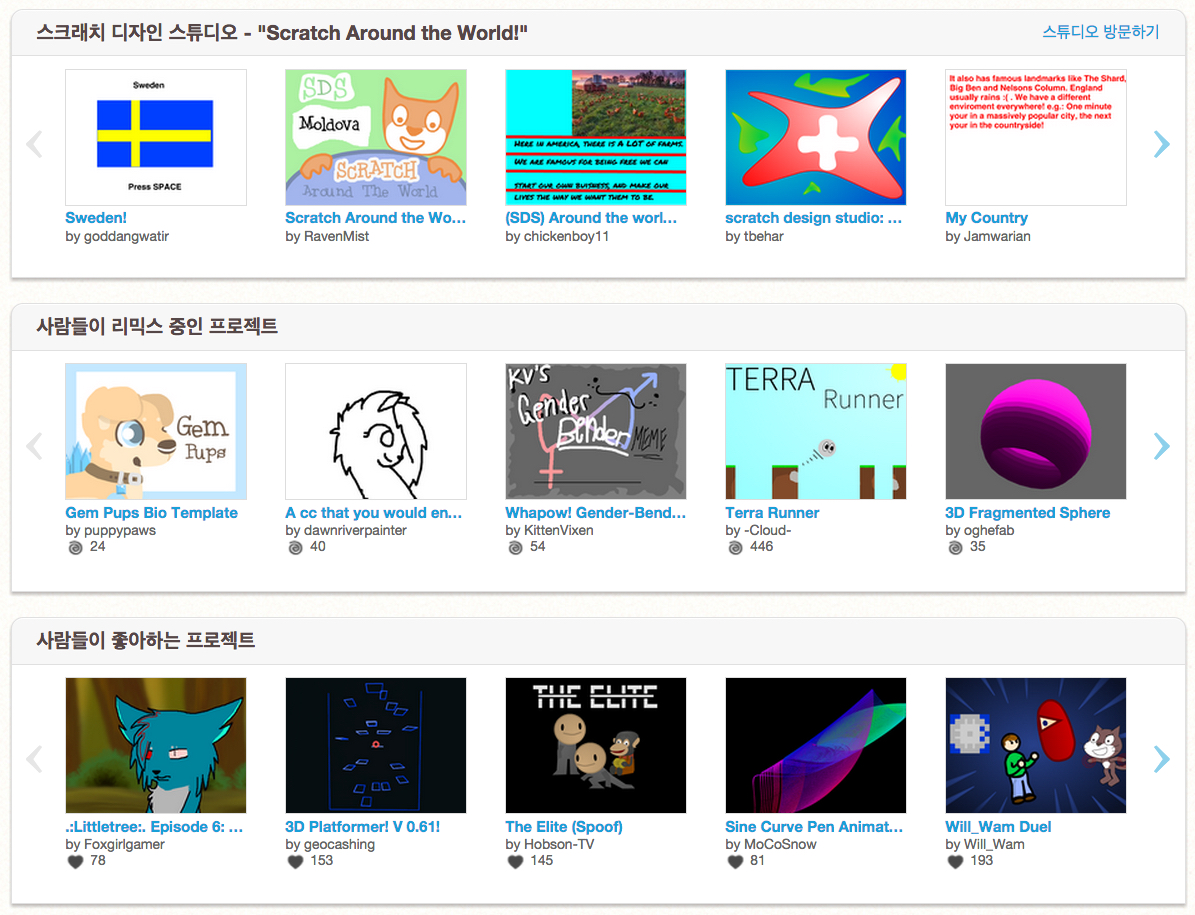 스크래치 디자인 스튜디오 - "Scratch Around the World!"
스튜디오 방문하기
Sweden
Press SPACE
SDS
Moldova
SCRATCH
Around The World
HERE IN AMERICA, THERE IS A LOT OF FARMS.
WE ARE FAMOUS FOR BEING FREE WE CAN
START OUR OWN BUISNESS, AND MAKE OUR
LIVES THE WAY WE WANT THEM TO BE.
It also has famous landmarks like The Shard,
Big Ben and Nelsons Column. England
usually rains :( . We have a different
enviroment everywhere! e.g.: One minute
your in a massively popular city, the next
your in the countryside!
Sweden!
by goddangwatir
Scratch Around the Wo...
by RavenMist
(SDS) Around the worl...
by chickenboy11
scratch design studio: ...
by tbehar
My Country
by Jamwarian
사람들이 리믹스 중인 프로젝트
Gem
Pups
KV'S
Gender
Bender
MEME
TERRA
Runner
Gem Pups Bio Template
by puppypaws
24
A cc that you would en...
by dawnriverpainter
40
Whapow! Gender-Bend...
by KittenVixen
54
Terra Runner
by -Cloud-
446
3D Fragmented Sphere
by oghefab
35
사람들이 좋아하는 프로젝트
THE ELITE
.:Littletree:. Episode 6: ...
by Foxgirlgamer
78
3D Platformer! V 0.61!
by geocashing
153
The Elite (Spoof)
by Hobson-TV
145
Sine Curve Pen Animat...
by MoCoSnow
81
Will_Wam Duel
by Will_Wam
193